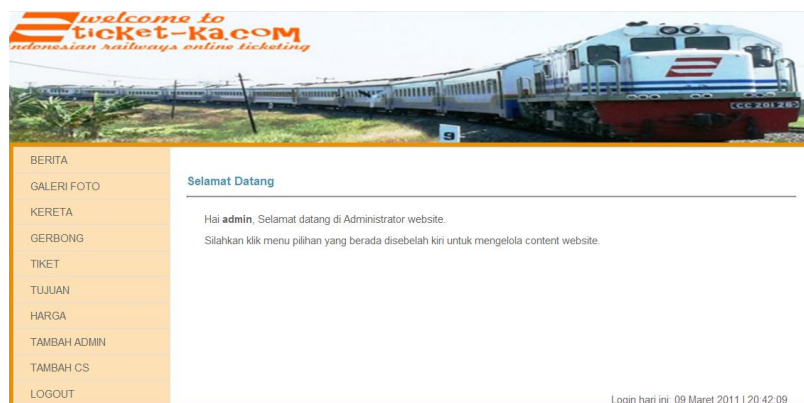 welcome to
ticket-ka.com
ndonesian railways online ticketing
CC 201 26
9
BERITA
GALERI FOTO
KERETA
GERBONG
TIKET
TUJUAN
HARGA
TAMBAH ADMIN
TAMBAH CS
LOGOUT
Selamat Datang
Hai admin, Selamat datang di Administrator website.
Silahkan klik menu pilihan yang berada disebelah kiri untuk mengelola content website.
Login hari ini: 09 Maret 2011 | 20:42:09